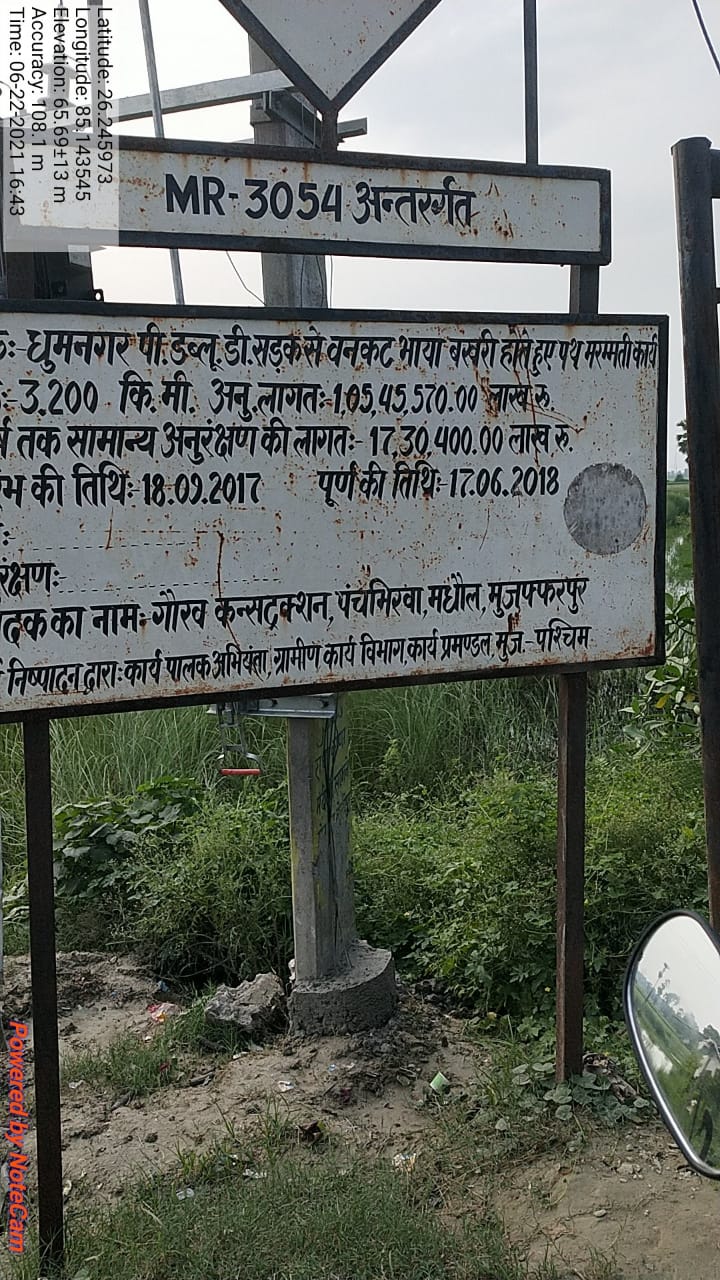 Latitude: 26.245973
Longitude: 85.143545
Elevation: 65.69±13 m
Accuracy: 108.1 m
Time: 06-22-2021 16:43
MR-3054 अन्तर्गत
:- धुमनगर पी.डब्लू.डी.सड़क से वनकट भाया बखरी होते हुए पथ मरम्मती कार्य
:-3.200 कि.मी. अनु.लागतः-1,05,45,570.00 लाख रु.
र्ष तक सामान्य अनुरंक्षण की लागतः- 17,30,400.00 लाख रु.
भ की तिथिः-18.09.2017 पूर्ण की तिथिः-17.06.2018
:
रंक्षणः
दक का नामः- गौरव कन्सट्रक्शन, पंचभिरवा, मधौल, मुजफ्फरपुर
निष्पादन द्वाराः कार्य पालक अभियंता, ग्रामीण कार्य विभाग, कार्य प्रमण्डल, मुज.- पश्चिम
Powered by NoteCam